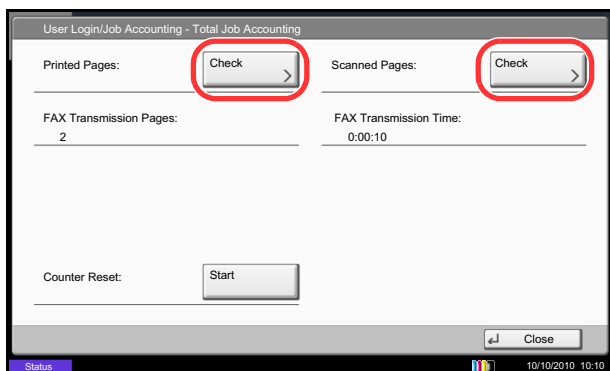 User Login/Job Accounting - Total Job Accounting
Printed Pages:
Check
Scanned Pages:
Check
FAX Transmission Pages:
2
FAX Transmission Time:
0:00:10
Counter Reset:
Start
Close
Status
10/10/2010 10:10